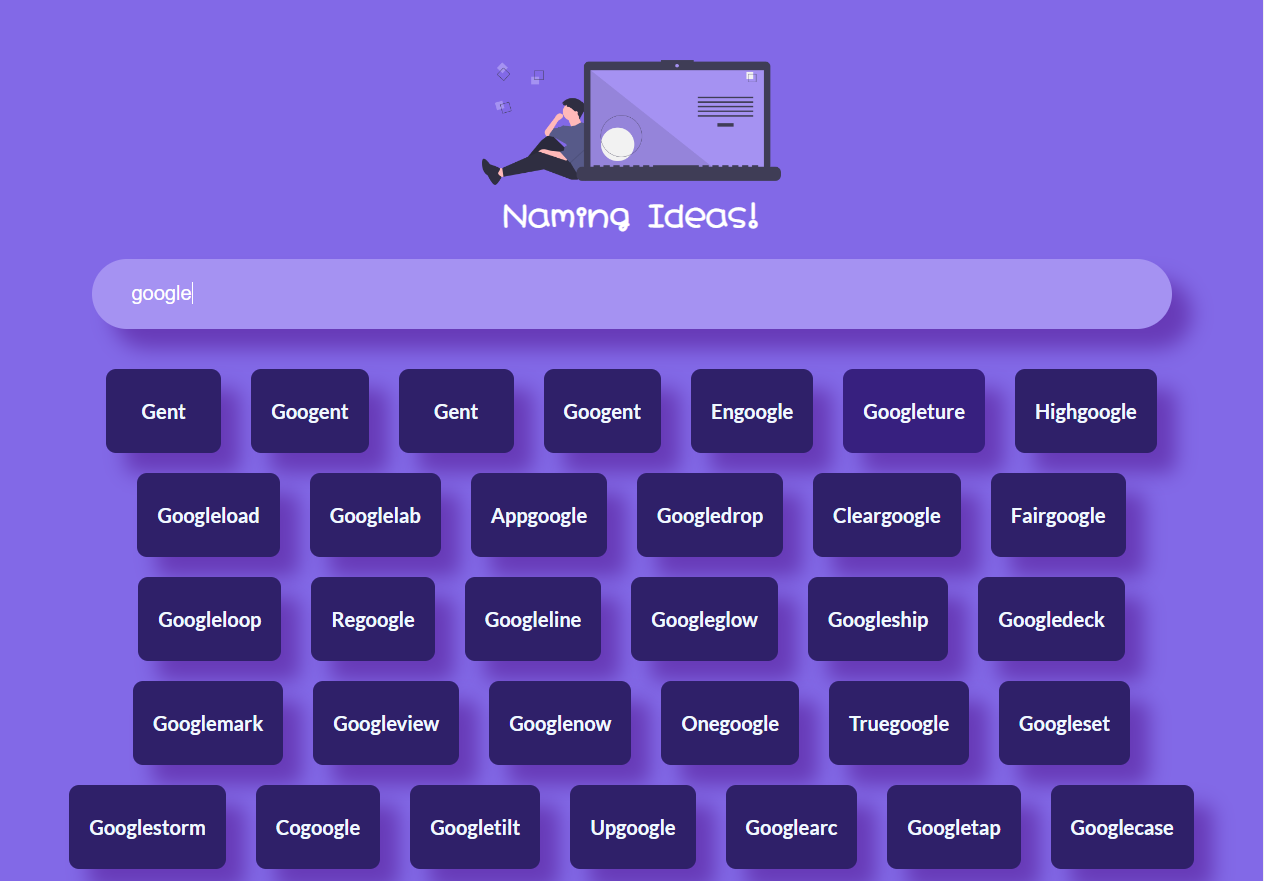 Naming Ideas!
google
Gent Googent Gent Googent Engoogle Googleture Highgoogle
Googleload Googlelab Appgoogle Googledrop Cleargoogle Fairgoogle
Googleloop Regoogle Googleline Googleglow Googleship Googledeck
Googlemark Googleview Googlenow Onegoogle Truegoogle Googleset
Googlestorm Cogoogle Googletilt Upgoogle Googlearc Googletap Googlecase